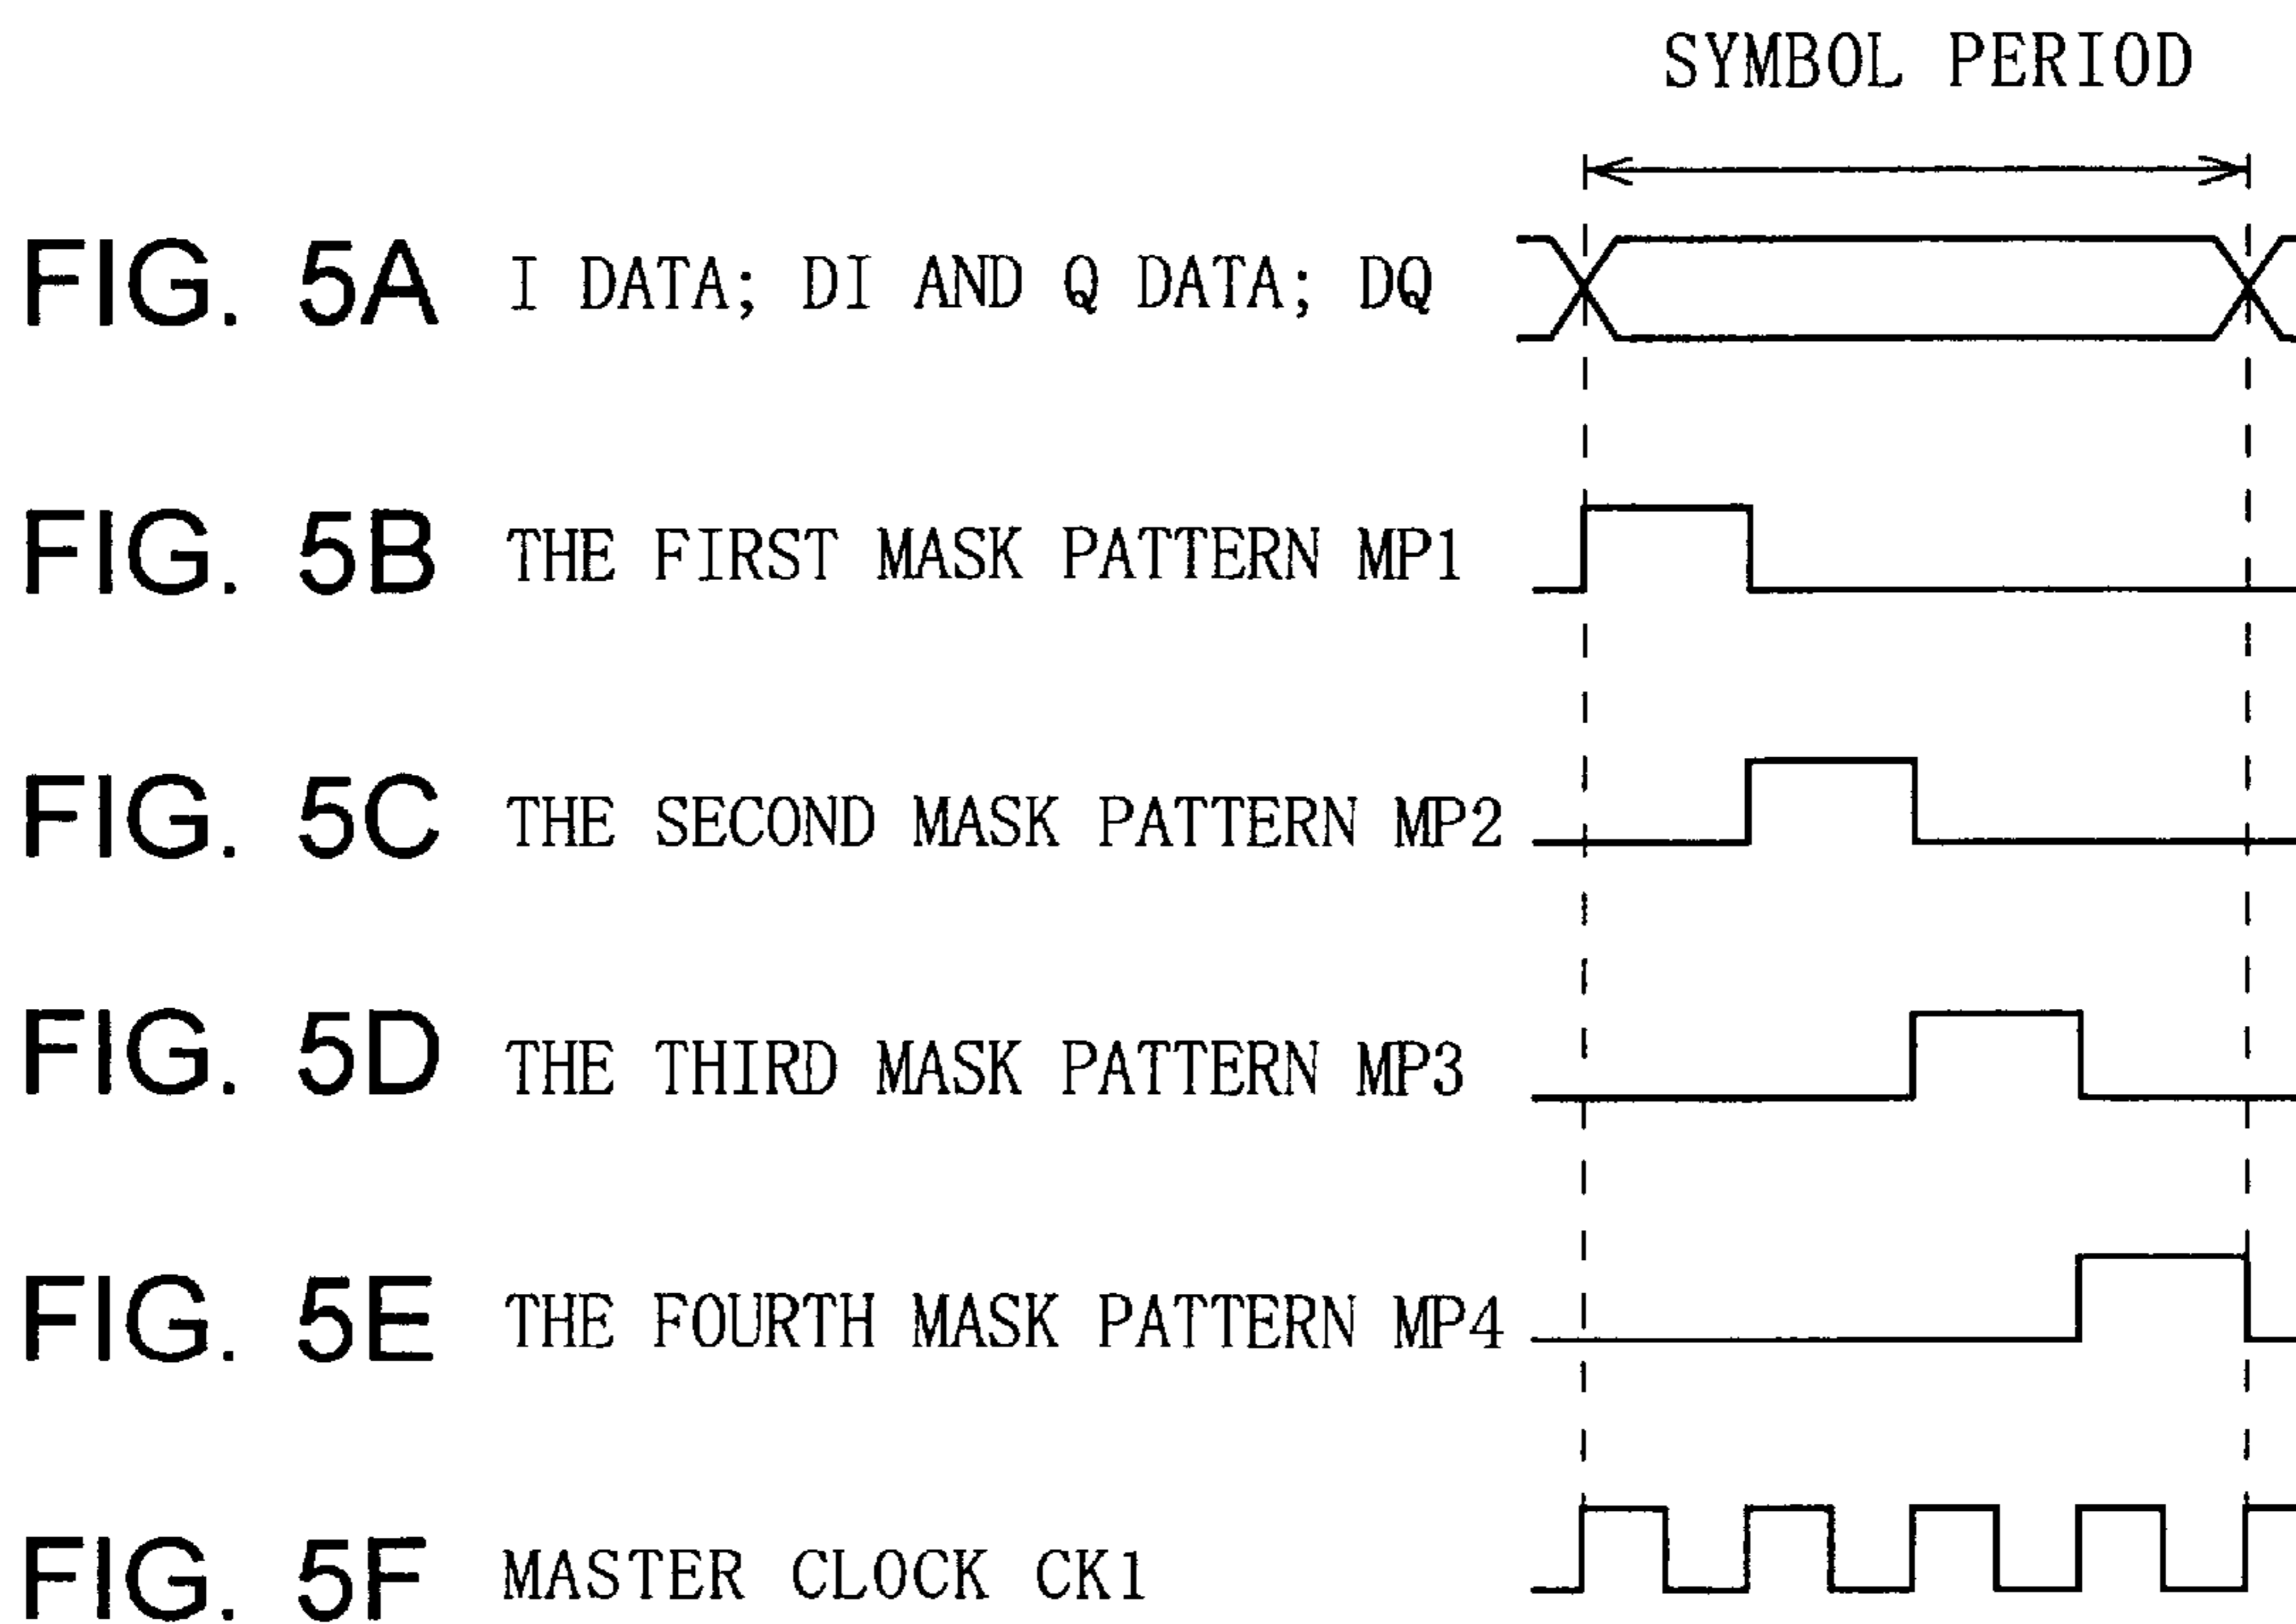 SYMBOL PERIOD
FIG. 5A I DATA; DI AND Q DATA; DQ
FIG. 5B THE FIRST MASK PATTERN MP1
FIG. 5C THE SECOND MASK PATTERN MP2
FIG. 5D THE THIRD MASK PATTERN MP3
FIG. 5E THE FOURTH MASK PATTERN MP4
FIG. 5F MASTER CLOCK CK1